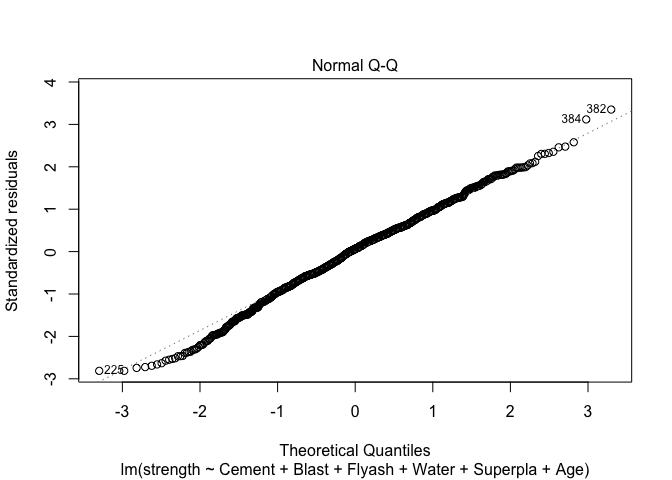 Normal Q-Q
4
3
2
1
0
-1
-2
-3
Standardized residuals
382
384
225
-3 -2 -1 0 1 2 3
Theoretical Quantiles
lm(strength ~ Cement + Blast + Flyash + Water + Superpla + Age)